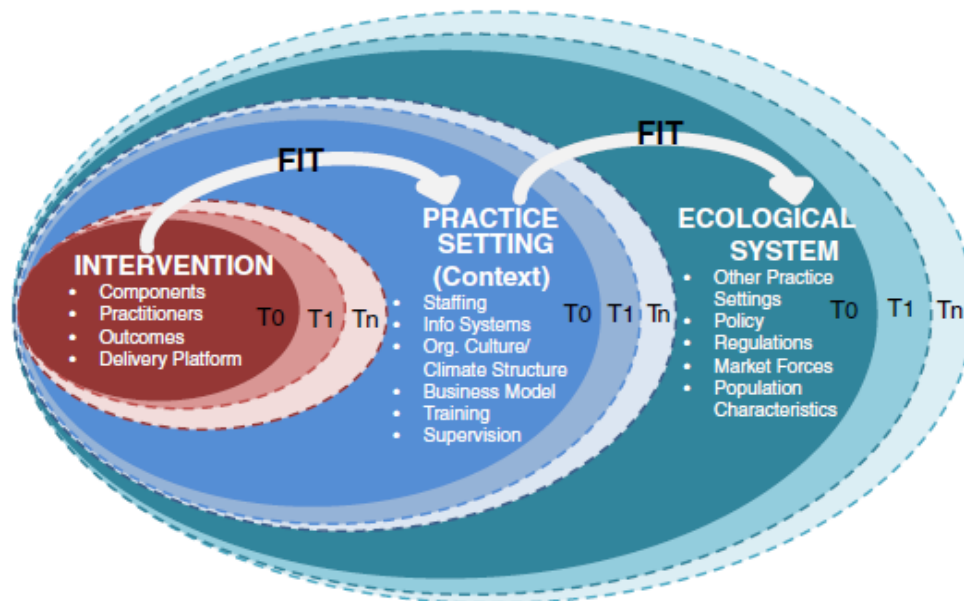 FIT
FIT
INTERVENTION
• Components
• Practitioners
• Outcomes
• Delivery Platform
T0 T1 Tn
PRACTICE
SETTING
(Context)
• Staffing
• Info Systems
• Org. Culture/
Climate Structure
• Business Model
• Training
• Supervision
T0 T1 Tn
ECOLOGICAL
SYSTEM
• Other Practice
Settings
• Policy
• Regulations
• Market Forces
• Population
Characteristics
T0 T1 Tn